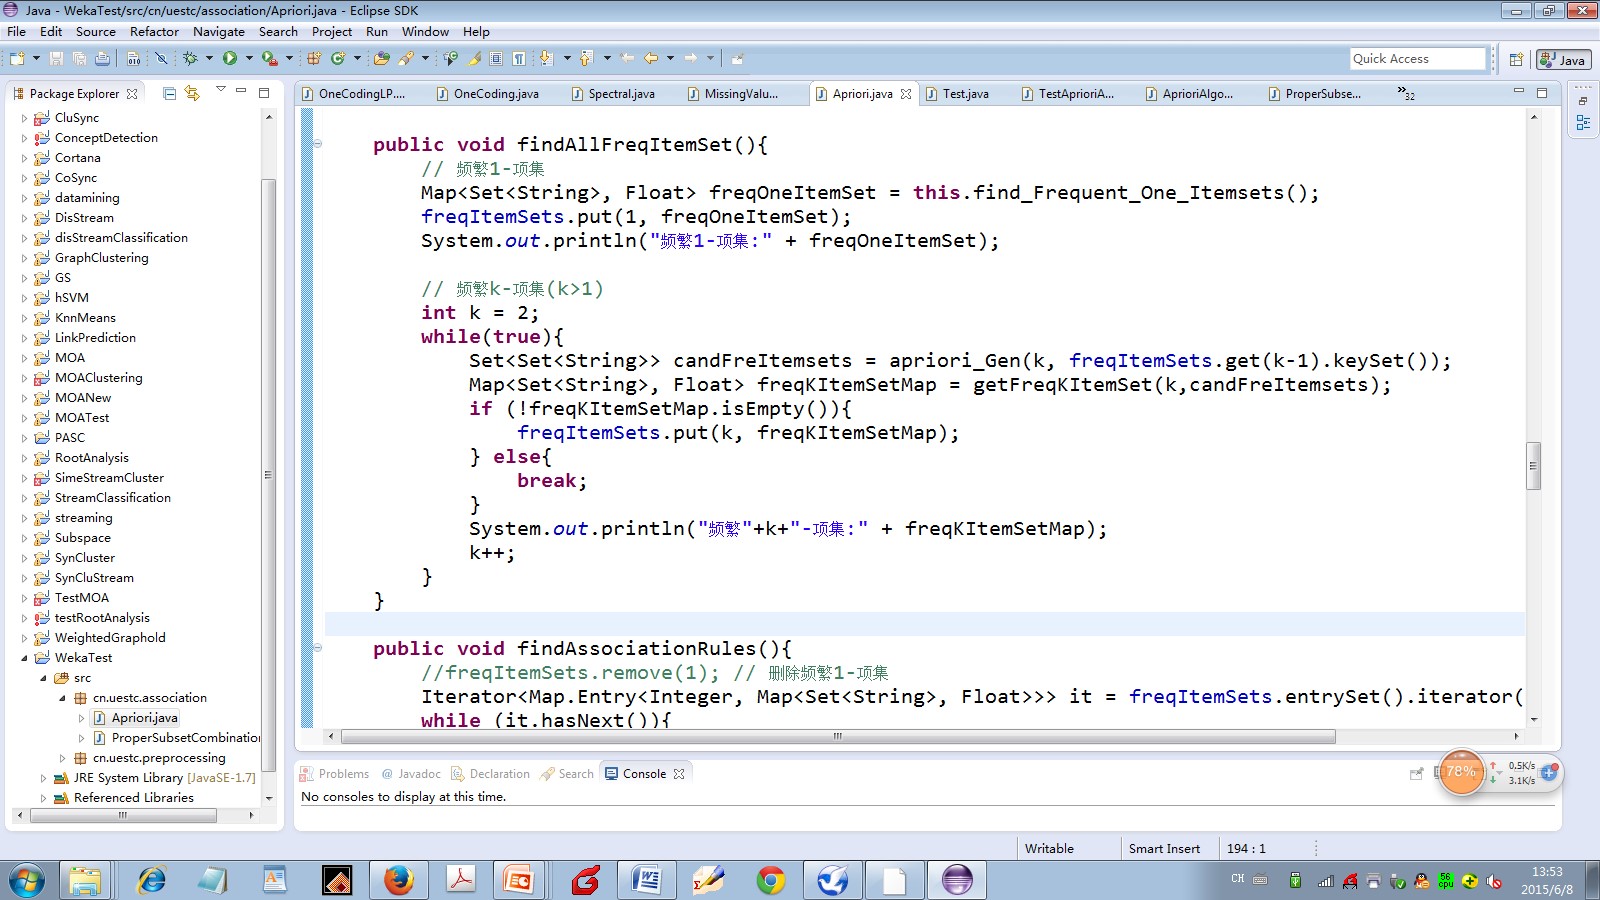 Java - WekaTest/src/cn/uestc/association/Apriori.java - Eclipse SDK
File Edit Source Refactor Navigate Search Project Run Window Help
Quick Access
Java
Package Explorer
CluSync
ConceptDetection
Cortana
CoSync
datamining
DisStream
disStreamClassification
GraphClustering
GS
hSVM
KnnMeans
LinkPrediction
MOA
MOAClustering
MOANew
MOATest
PASC
RootAnalysis
SimeStreamCluster
StreamClassification
streaming
Subspace
SynCluster
SynCluStream
TestMOA
testRootAnalysis
WeightedGraphold
WekaTest
src
cn.uestc.association
Apriori.java
ProperSubsetCombination
cn.uestc.preprocessing
JRE System Library [JavaSE-1.7]
Referenced Libraries
OneCodingLP.... OneCoding.java Spectral.java MissingValu... Apriori.java Test.java TestAprioriA... AprioriAlgo... ProperSubse... »32
public void findAllFreqItemSet(){
// 频繁1-项集
Map<Set<String>, Float> freqOneItemSet = this.find_Frequent_One_Itemsets();
freqItemSets.put(1, freqOneItemSet);
System.out.println("频繁1-项集:" + freqOneItemSet);
// 频繁k-项集(k>1)
int k = 2;
while(true){
Set<Set<String>> candFreItemsets = apriori_Gen(k, freqItemSets.get(k-1).keySet());
Map<Set<String>, Float> freqKItemSetMap = getFreqKItemSet(k,candFreItemsets);
if (!freqKItemSetMap.isEmpty()){
freqItemSets.put(k, freqKItemSetMap);
} else{
break;
}
System.out.println("频繁"+k+"-项集:" + freqKItemSetMap);
k++;
}
}
public void findAssociationRules(){
//freqItemSets.remove(1); // 删除频繁1-项集
Iterator<Map.Entry<Integer, Map<Set<String>, Float>>> it = freqItemSets.entrySet().iterator(
while (it.hasNext()){
Problems @ Javadoc Declaration Search Console
No consoles to display at this time.
78%
0.5K/s
3.1K/s
Writable Smart Insert 194 : 1
CH
56
cpu
13:53
2015/6/8